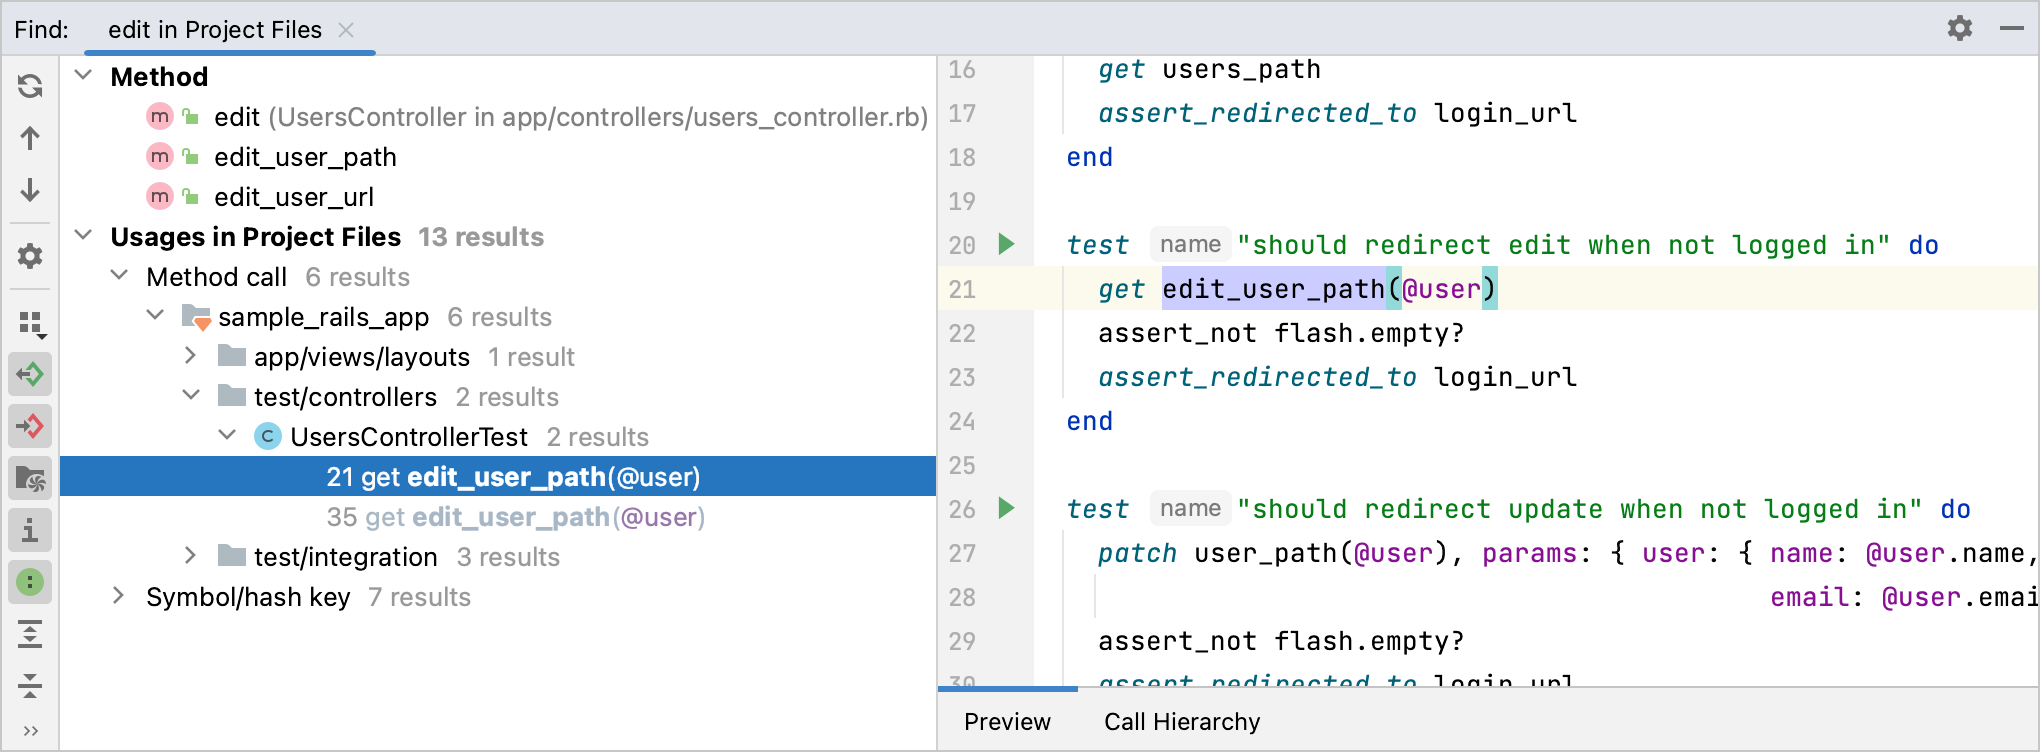 Find: edit in Project Files
Method
m edit (UsersController in app/controllers/users_controller.rb)
m edit_user_path
m edit_user_url
Usages in Project Files 13 results
Method call 6 results
sample_rails_app 6 results
app/views/layouts 1 result
test/controllers 2 results
C UsersControllerTest 2 results
21 get edit_user_path(@user)
35 get edit_user_path(@user)
test/integration 3 results
Symbol/hash key 7 results
16 get users_path
17 assert_redirected_to login_url
18 end
19
20 test name "should redirect edit when not logged in" do
21 get edit_user_path(@user)
22 assert_not flash.empty?
23 assert_redirected_to login_url
24 end
25
26 test name "should redirect update when not logged in" do
27 patch user_path(@user), params: { user: { name: @user.name,
28 email: @user.emai
29 assert_not flash.empty?
30 assert_redirected_to login_url
Preview Call Hierarchy